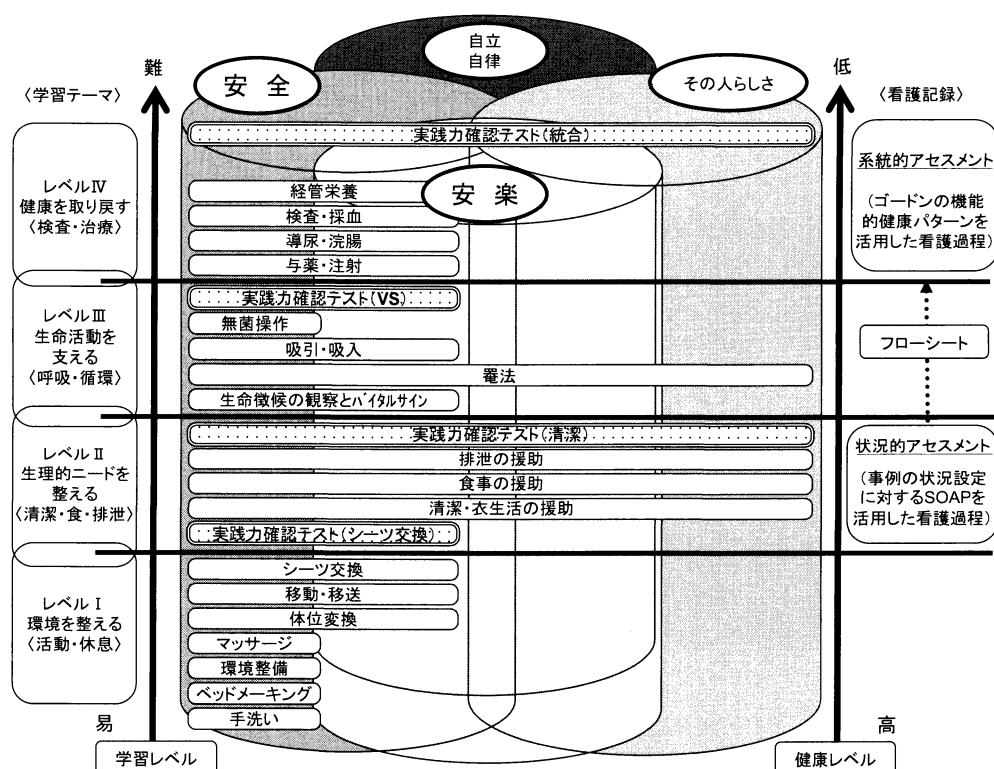 自立
自律
難
安全
その人らしさ
低
〈学習テーマ〉
〈看護記録〉
実践力確認テスト(統合)
レベルⅣ
健康を取り戻す
〈検査・治療〉
経管栄養
検査・採血
導尿・浣腸
与薬・注射
安楽
系統的アセスメント
(ゴードンの機能
的健康パターンを
活用した看護過程)
レベルⅢ
生命活動を
支える
〈呼吸・循環〉
実践力確認テスト(VS)
無菌操作
吸引・吸入
罨法
生命徴候の観察とバイタルサイン
フローシート
レベルⅡ
生理的ニードを
整える
〈清潔・食・排泄〉
実践力確認テスト(清潔)
排泄の援助
食事の援助
清潔・衣生活の援助
実践力確認テスト(シーツ交換)
状況的アセスメント
(事例の状況設定
に対するSOAPを
活用した看護過程)
レベルⅠ
環境を整える
〈活動・休息〉
シーツ交換
移動・移送
体位変換
マッサージ
環境整備
ベッドメーキング
手洗い
易
高
学習レベル
健康レベル